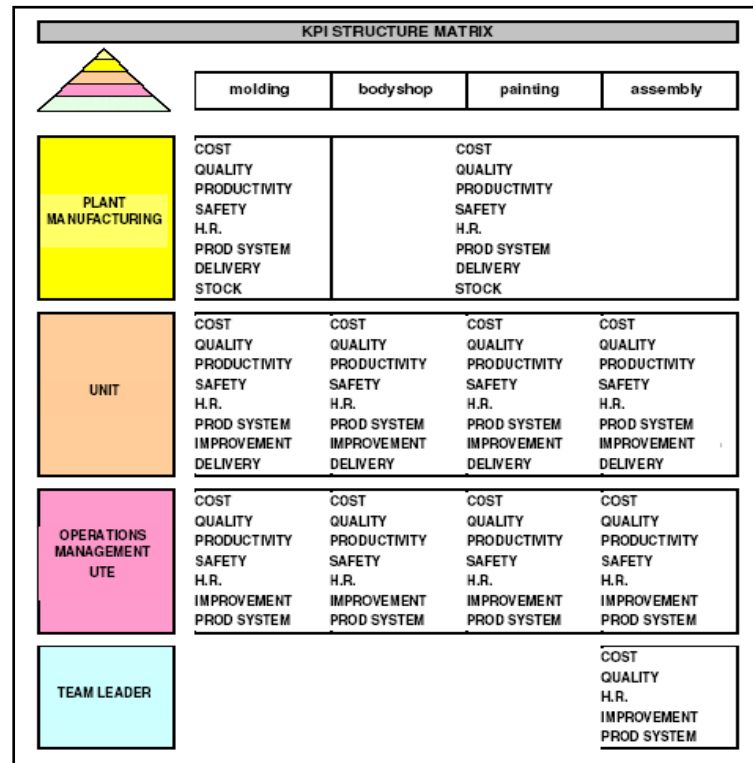 KPI STRUCTURE MATRIX
molding bodyshop painting assembly
PLANT
MANUFACTURING
COST COST
QUALITY QUALITY
PRODUCTIVITY PRODUCTIVITY
SAFETY SAFETY
H.R. H.R.
PROD SYSTEM PROD SYSTEM
DELIVERY DELIVERY
STOCK STOCK
UNIT
COST COST COST COST
QUALITY QUALITY QUALITY QUALITY
PRODUCTIVITY PRODUCTIVITY PRODUCTIVITY PRODUCTIVITY
SAFETY SAFETY SAFETY SAFETY
H.R. H.R. H.R. H.R.
PROD SYSTEM PROD SYSTEM PROD SYSTEM PROD SYSTEM
IMPROVEMENT IMPROVEMENT IMPROVEMENT IMPROVEMENT
DELIVERY DELIVERY DELIVERY DELIVERY
OPERATIONS
MANAGEMENT
UTE
COST COST COST COST
QUALITY QUALITY QUALITY QUALITY
PRODUCTIVITY PRODUCTIVITY PRODUCTIVITY PRODUCTIVITY
SAFETY SAFETY SAFETY SAFETY
H.R. H.R. H.R. H.R.
IMPROVEMENT IMPROVEMENT IMPROVEMENT IMPROVEMENT
PROD SYSTEM PROD SYSTEM PROD SYSTEM PROD SYSTEM
TEAM LEADER
COST
QUALITY
H.R.
IMPROVEMENT
PROD SYSTEM